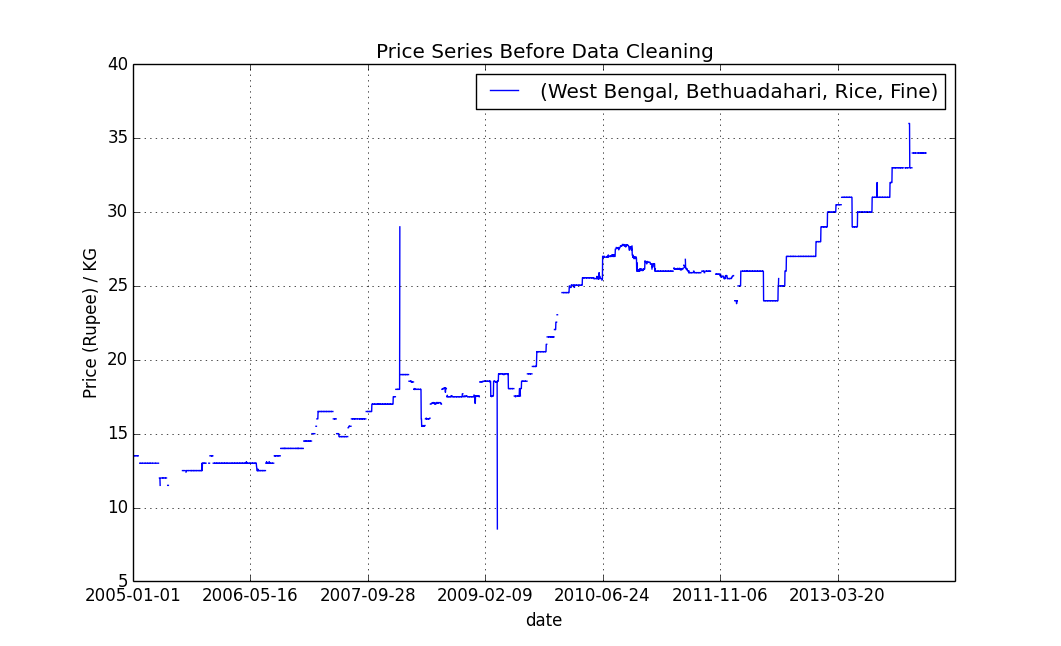 Price Series Before Data Cleaning
(West Bengal, Bethuadahari, Rice, Fine)
40
35
30
25
20
15
10
5
Price (Rupee) / KG
2005-01-01 2006-05-16 2007-09-28 2009-02-09 2010-06-24 2011-11-06 2013-03-20
date